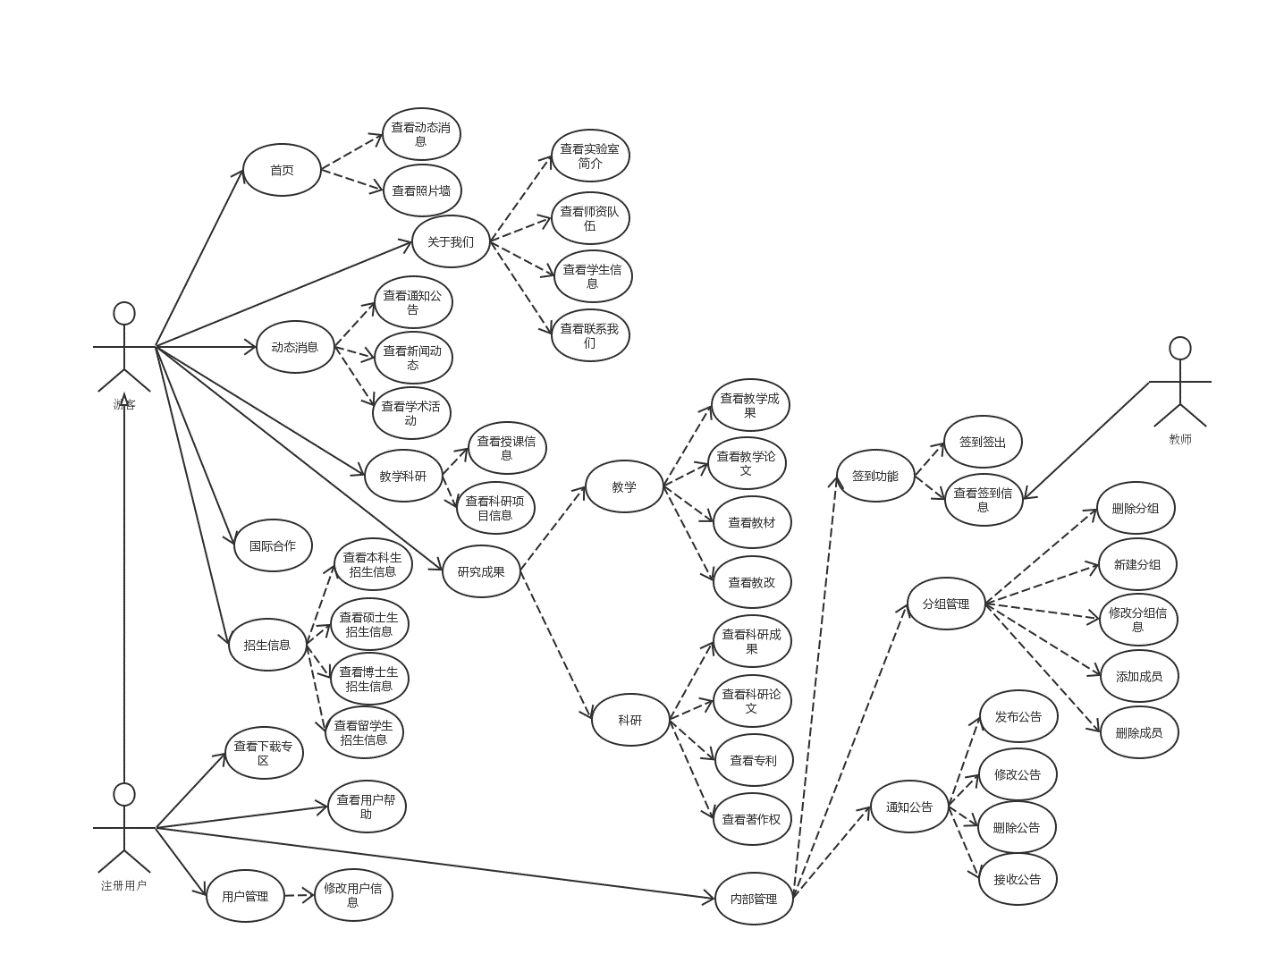 查看动态消
息
首页
查看照片墙
关于我们
查看实验室
简介
查看师资队
伍
查看学生信
息
查看联系我
们
游客
动态消息
查看通知公
告
查看新闻动
态
查看学术活
动
教学科研
查看授课信
息
查看科研项
目信息
国际合作
研究成果
招生信息
查看本科生
招生信息
查看硕士生
招生信息
查看博士生
招生信息
查看留学生
招生信息
教学
查看教学成
果
查看教学论
文
查看教材
查看教改
科研
查看科研成
果
查看科研论
文
查看专利
查看著作权
教师
签到功能
签到签出
查看签到信
息
分组管理
删除分组
新建分组
修改分组信
息
添加成员
删除成员
通知公告
发布公告
修改公告
删除公告
接收公告
注册用户
查看下载专
区
查看用户帮
助
用户管理
修改用户信
息
内部管理